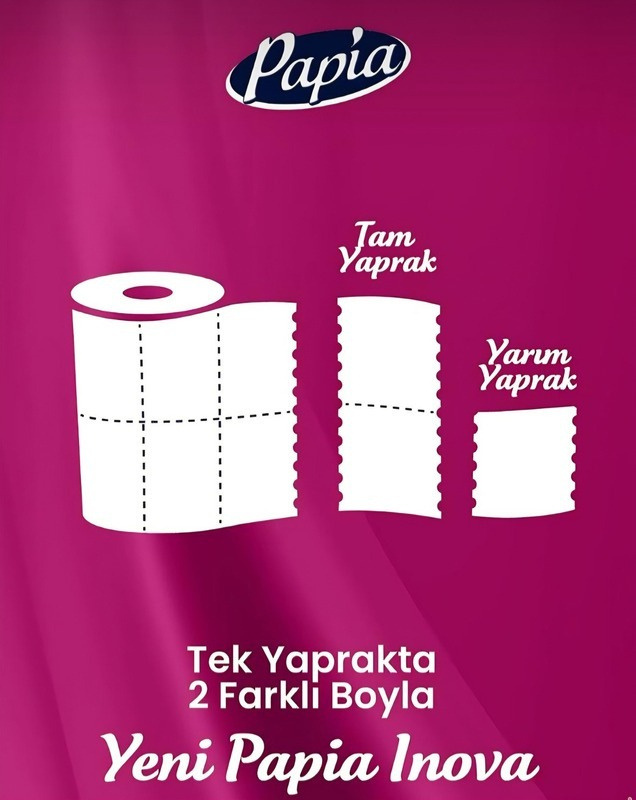 Papia
Tam
Yaprak
Yarım
Yaprak
Tek Yaprakta
2 Farklı Boyla
Yeni Papia Inova